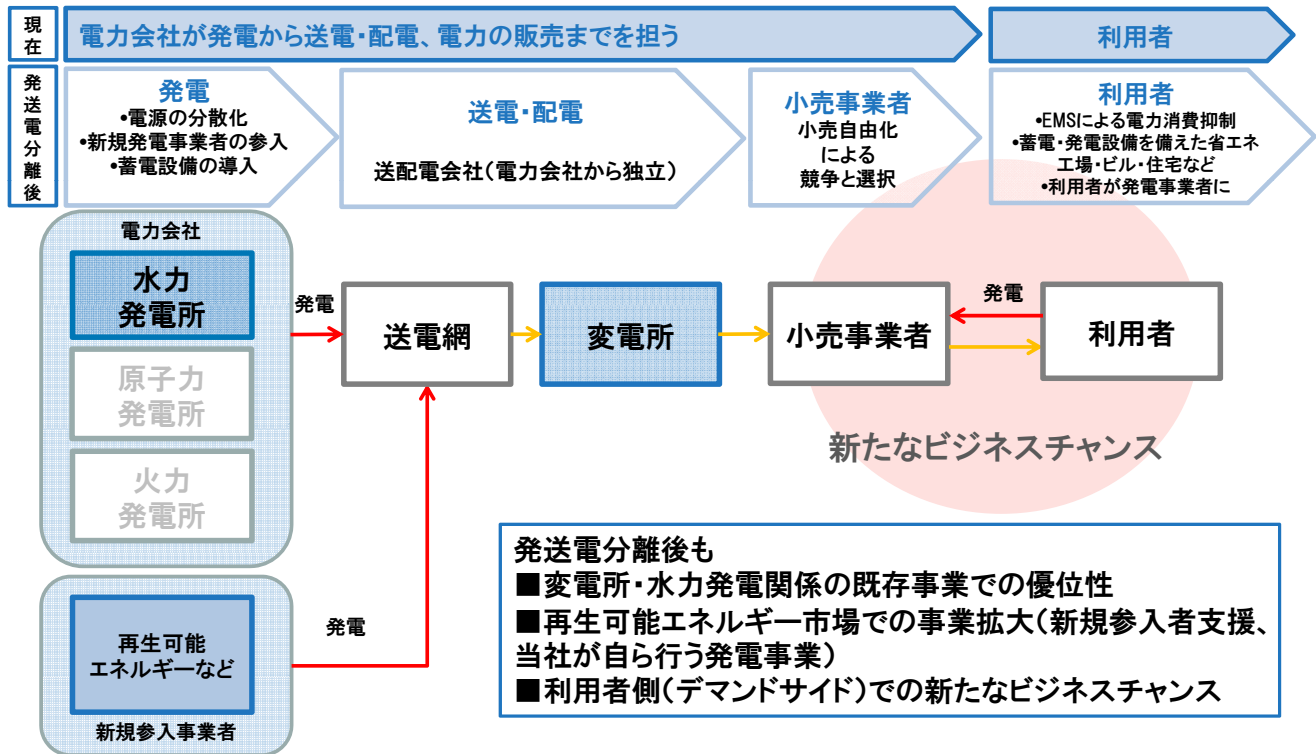 現在
電力会社が発電から送電・配電、電力の販売までを担う
利用者
発送電分離後
発電
•電源の分散化
•新規発電事業者の参入
•蓄電設備の導入
送電・配電
送配電会社(電力会社から独立)
小売事業者
小売自由化
による
競争と選択
利用者
•EMSによる電力消費抑制
•蓄電・発電設備を備えた省エネ
工場・ビル・住宅など
•利用者が発電事業者に
電力会社
水力
発電所
原子力
発電所
火力
発電所
発電
送電網
変電所
小売事業者
発電
利用者
新たなビジネスチャンス
再生可能
エネルギーなど
新規参入事業者
発電
発送電分離後も
■変電所・水力発電関係の既存事業での優位性
■再生可能エネルギー市場での事業拡大(新規参入者支援、
当社が自ら行う発電事業)
■利用者側(デマンドサイド)での新たなビジネスチャンス